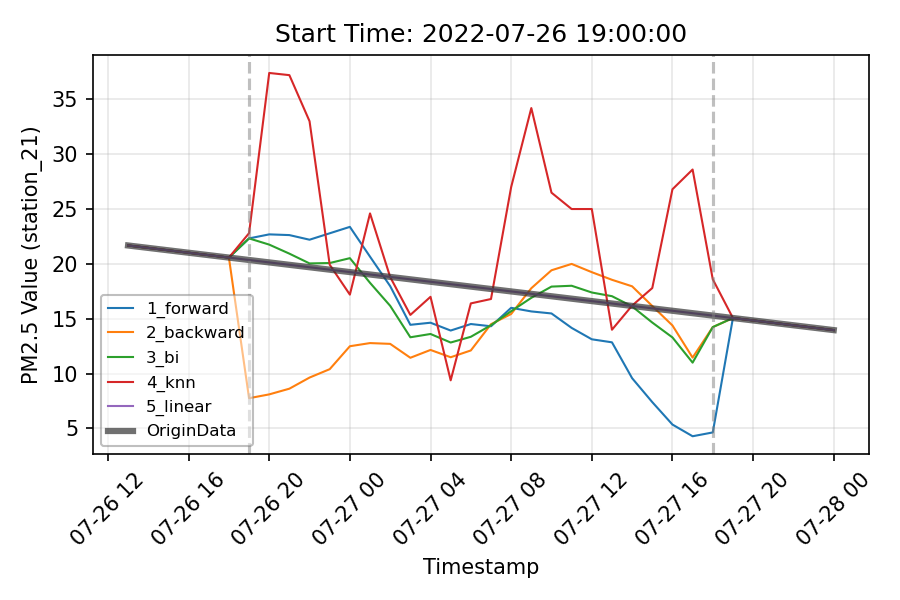 Start Time: 2022-07-26 19:00:00
PM2.5 Value (station_21)
35
30
25
20
15
10
5
1_forward
2_backward
3_bi
4_knn
5_linear
OriginData
07-26 12
07-26 16
07-26 20
07-27 00
07-27 04
07-27 08
07-27 12
07-27 16
07-27 20
07-28 00
Timestamp